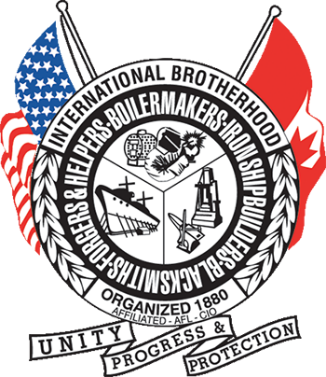 INTERNATIONAL BROTHERHOOD
BOILERMAKERS·IRON SHIP BUILDERS·BLACKSMITHS·FORGERS & HELPERS·
ORGANIZED 1880
AFFILIATED - AFL - CIO
UNITY
PROGRESS &
PROTECTION